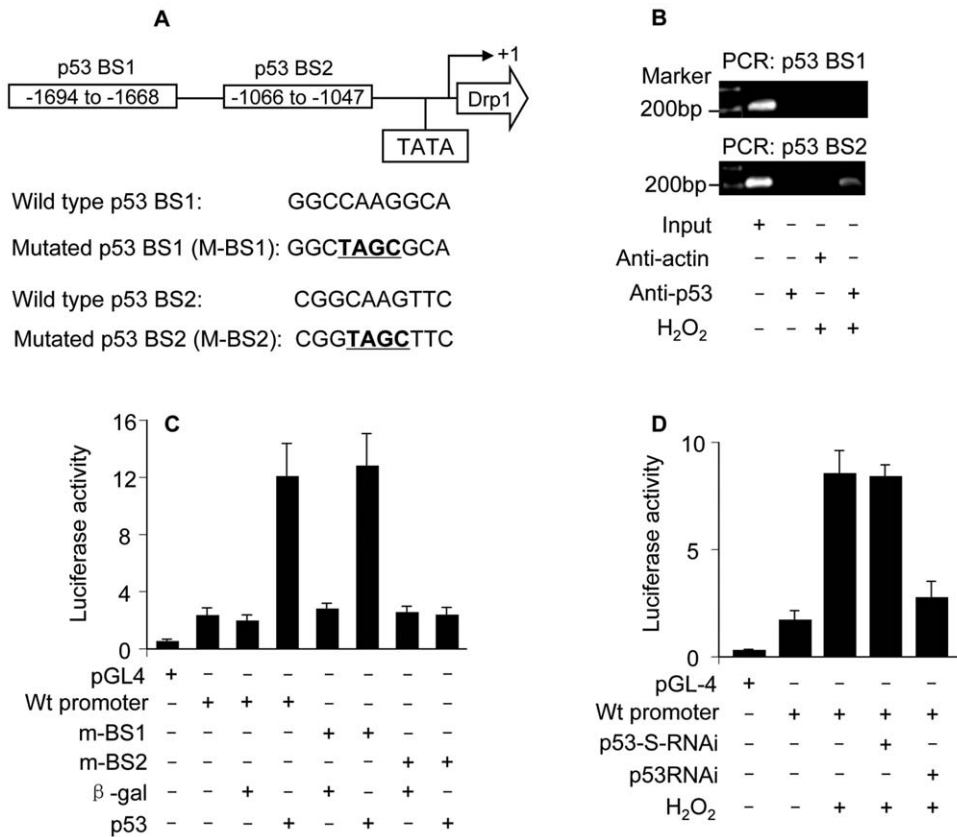 A
p53 BS1
p53 BS2
+1
-1694 to -1668
-1066 to -1047
Drp1
TATA
Wild type p53 BS1: GGCCAAGGCA
Mutated p53 BS1 (M-BS1): GGCTAGCGCA
Wild type p53 BS2: CGGCAAGTTC
Mutated p53 BS2 (M-BS2): CGGTAGCTTC
B
PCR: p53 BS1
Marker
200bp
PCR: p53 BS2
200bp
Input + − − −
Anti-actin − − + −
Anti-p53 − + − +
H2O2 − − + +
C
Luciferase activity
16
12
8
4
0
pGL4 + − − − − − − −
Wt promoter − + + + − − − −
m-BS1 − − − − + + − −
m-BS2 − − − − − − + +
β-gal − − + − + − + −
p53 − − − + − + − +
D
Luciferase activity
10
5
0
pGL-4 + − − − −
Wt promoter − + + + +
p53-S-RNAi − − − + −
p53RNAi − − − − +
H2O2 − − + + +